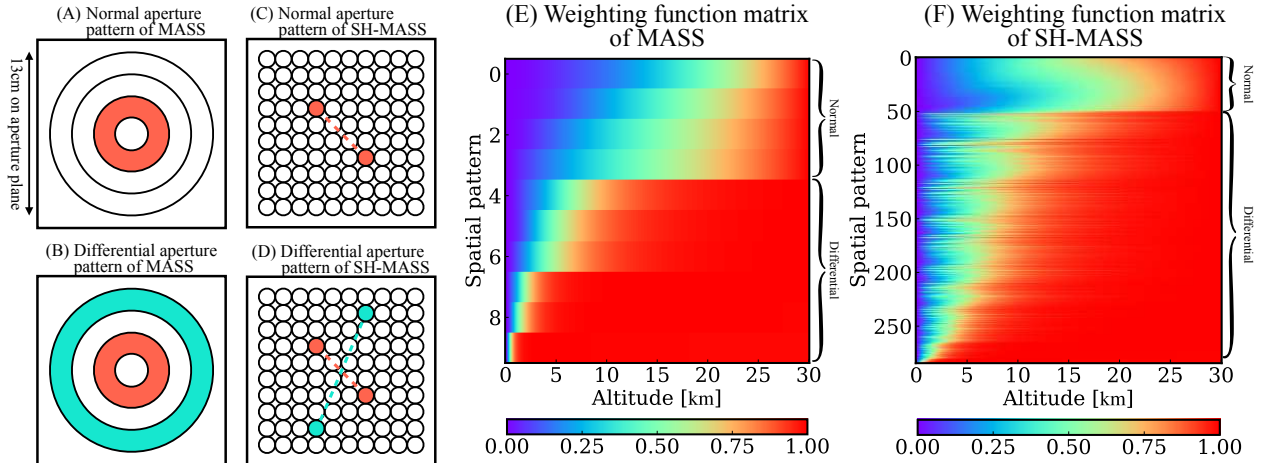 (A) Normal aperture
pattern of MASS
13cm on aperture plane
(B) Differential aperture
pattern of MASS
(C) Normal aperture
pattern of SH-MASS
(D) Differential aperture
pattern of SH-MASS
(E) Weighting function matrix
of MASS
Spatial pattern
0
2
4
6
8
Normal
Differential
0 5 10 15 20 25 30
Altitude [km]
0.00 0.25 0.50 0.75 1.00
(F) Weighting function matrix
of SH-MASS
Spatial pattern
0
50
100
150
200
250
Normal
Differential
0 5 10 15 20 25 30
Altitude [km]
0.00 0.25 0.50 0.75 1.00